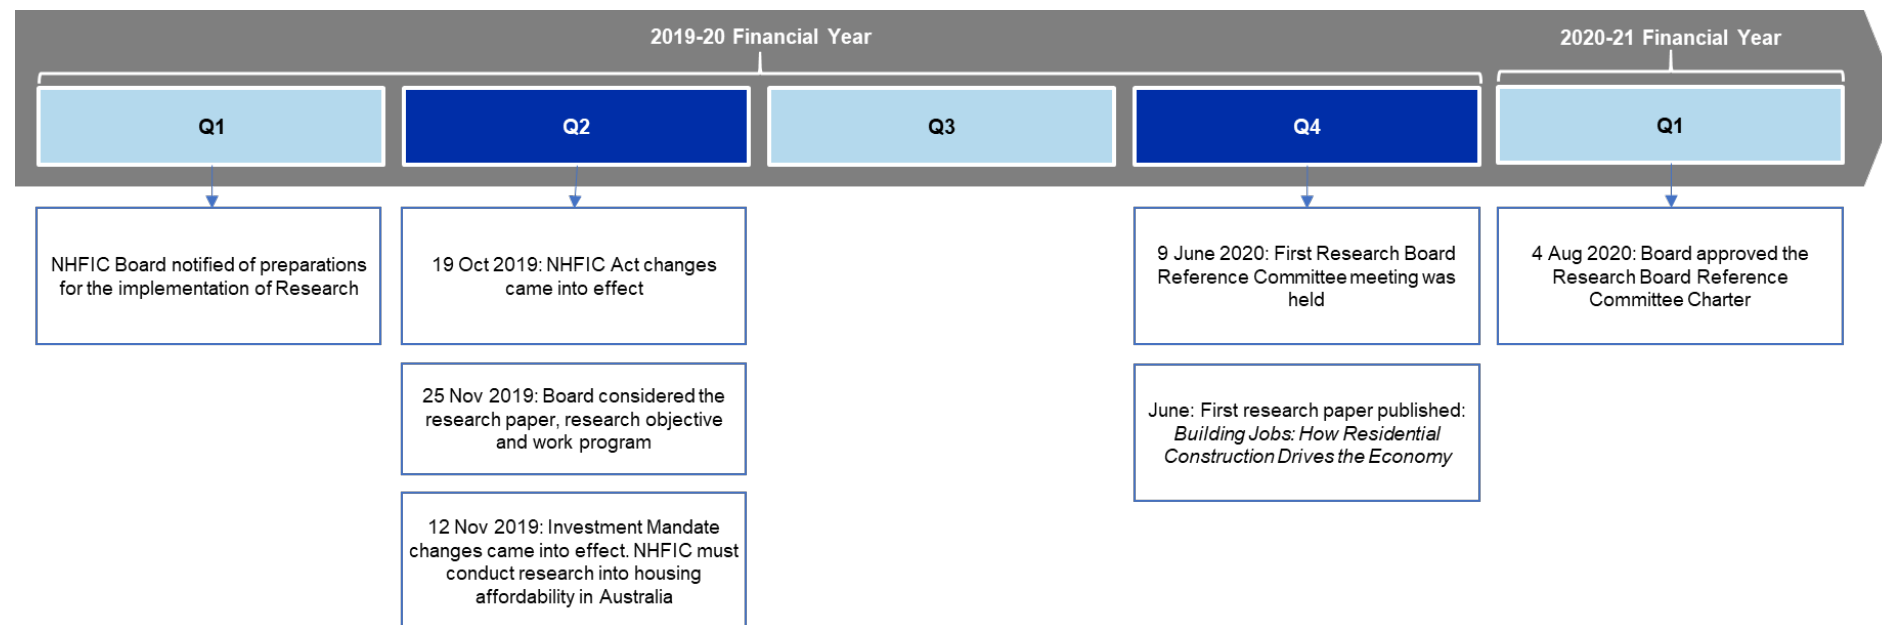 2019-20 Financial Year
2020-21 Financial Year
Q1
Q2
Q3
Q4
Q1
NHFIC Board notified of preparations
for the implementation of Research
19 Oct 2019: NHFIC Act changes
came into effect
25 Nov 2019: Board considered the
research paper, research objective
and work program
12 Nov 2019: Investment Mandate
changes came into effect. NHFIC must
conduct research into housing
affordability in Australia
9 June 2020: First Research Board
Reference Committee meeting was
held
June: First research paper published:
Building Jobs: How Residential
Construction Drives the Economy
4 Aug 2020: Board approved the
Research Board Reference
Committee Charter